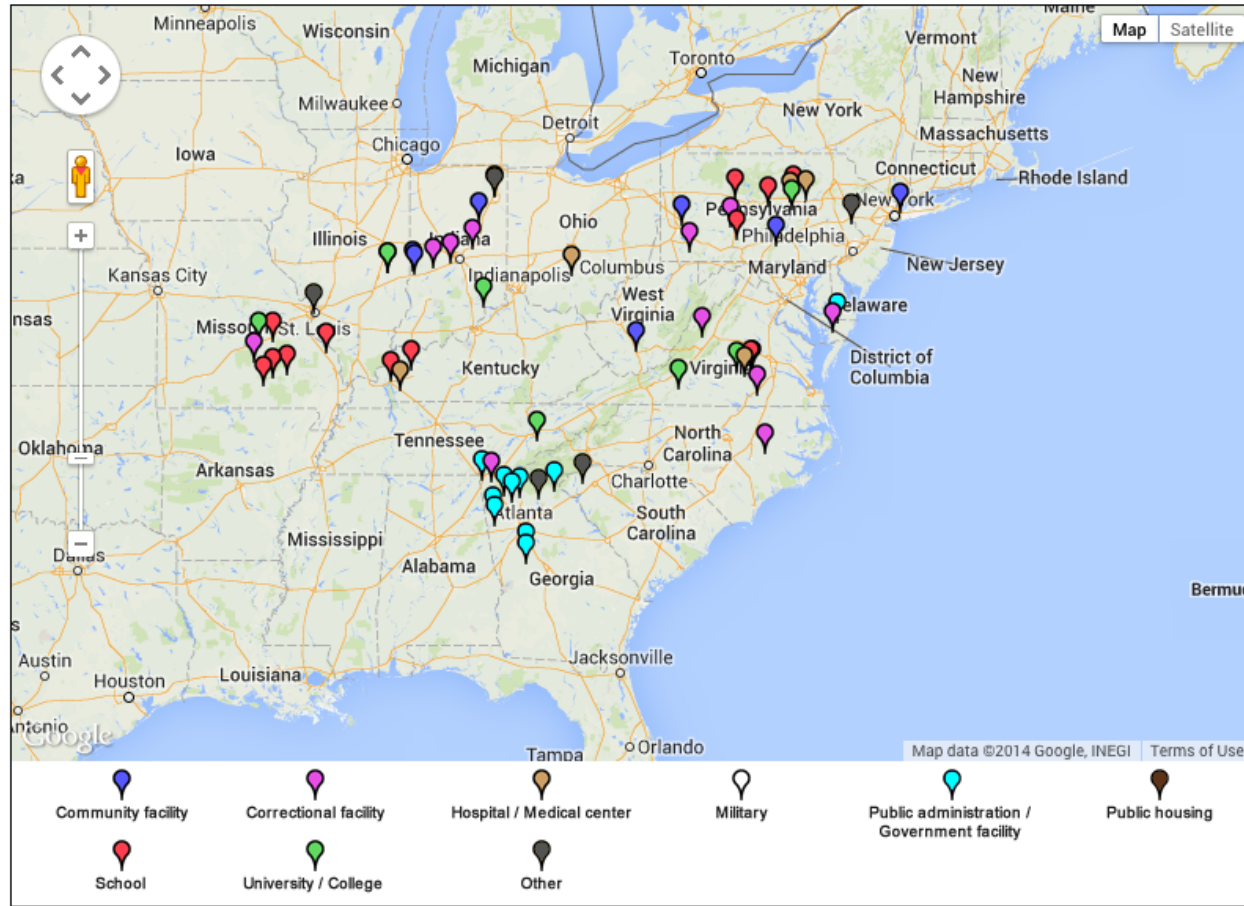 Minneapolis
Wisconsin
Michigan
Toronto
Vermont
Maine
Map
Satellite
New
Hampshire
Milwaukee
New York
Detroit
Massachusetts
Iowa
Chicago
Connecticut
Rhode Island
New York
Pennsylvania
Ohio
Illinois
Indiana
Philadelphia
Kansas City
Indianapolis
Columbus
Maryland
New Jersey
West
Virginia
Delaware
nsas
Missouri
St. Louis
District of
Columbia
Kentucky
Virginia
Oklahoma
Tennessee
North
Carolina
Arkansas
Charlotte
Atlanta
South
Carolina
Mississippi
Dallas
Alabama
Georgia
Bermu
Austin
Louisiana
Jacksonville
Houston
ntonio
Google
Tampa
Orlando
Map data ©2014 Google, INEGI
Terms of Use
Community facility
Correctional facility
Hospital / Medical center
Military
Public administration /
Government facility
Public housing
School
University / College
Other